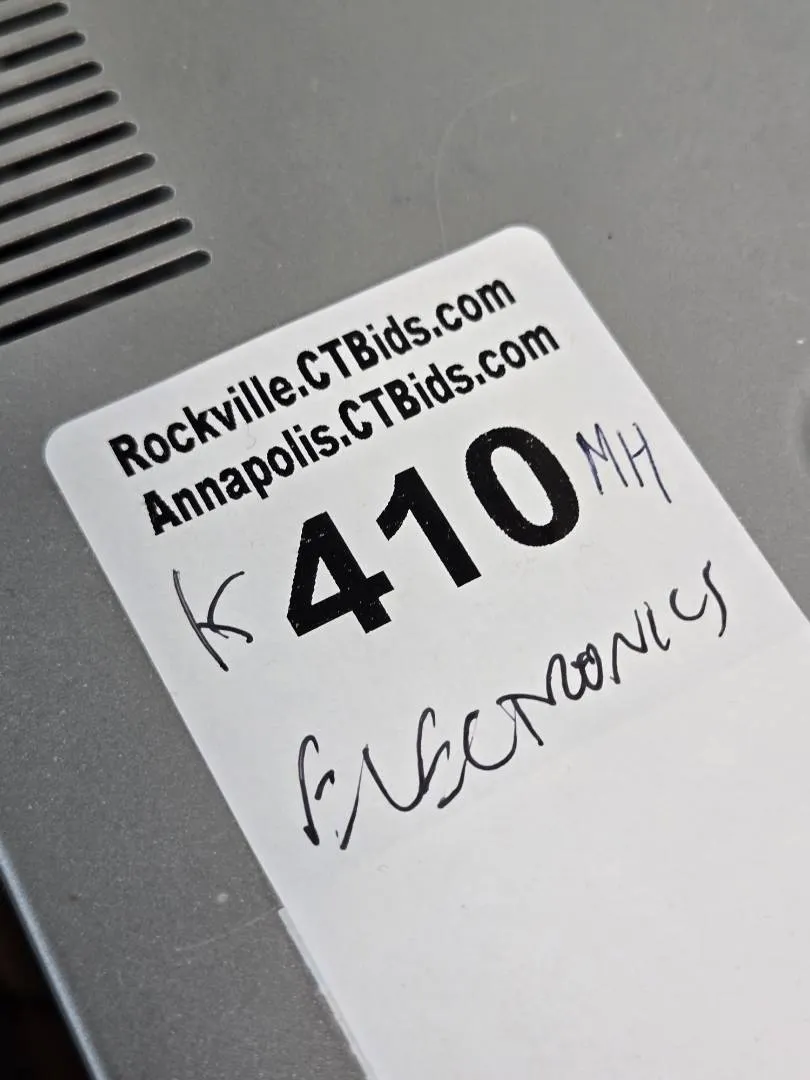 Rockville.CTBids.com
Annapolis.CTBids.com
K 410 MH
ELECTRONICS